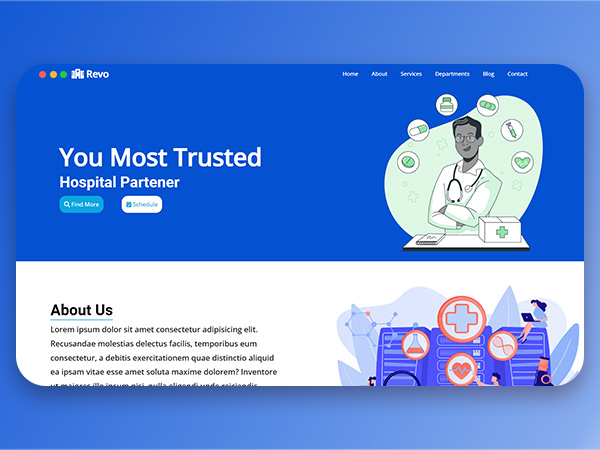 Revo
Home About Services Departments Blog Contact
You Most Trusted
Hospital Partener
Find More Schedule
About Us
Lorem ipsum dolor sit amet consectetur adipisicing elit.
Recusandae molestias delectus facilis, temporibus eum
consectetur, a debitis exercitationem quae distinctio aliquid
ea ipsam vitae esse amet soluta maxime dolorem? Inventore